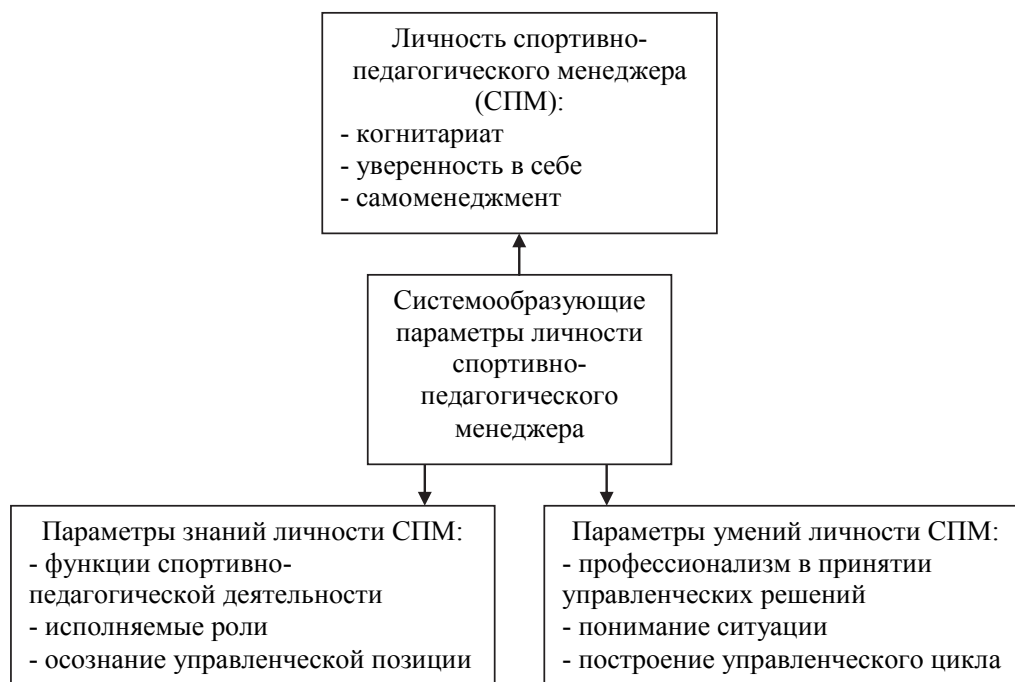 Личность спортивно-
педагогического менеджера
(СПМ):
- когнитариат
- уверенность в себе
- самоменеджмент
Системообразующие
параметры личности
спортивно-
педагогического
менеджера
Параметры знаний личности СПМ:
- функции спортивно-
педагогической деятельности
- исполняемые роли
- осознание управленческой позиции
Параметры умений личности СПМ:
- профессионализм в принятии
управленческих решений
- понимание ситуации
- построение управленческого цикла